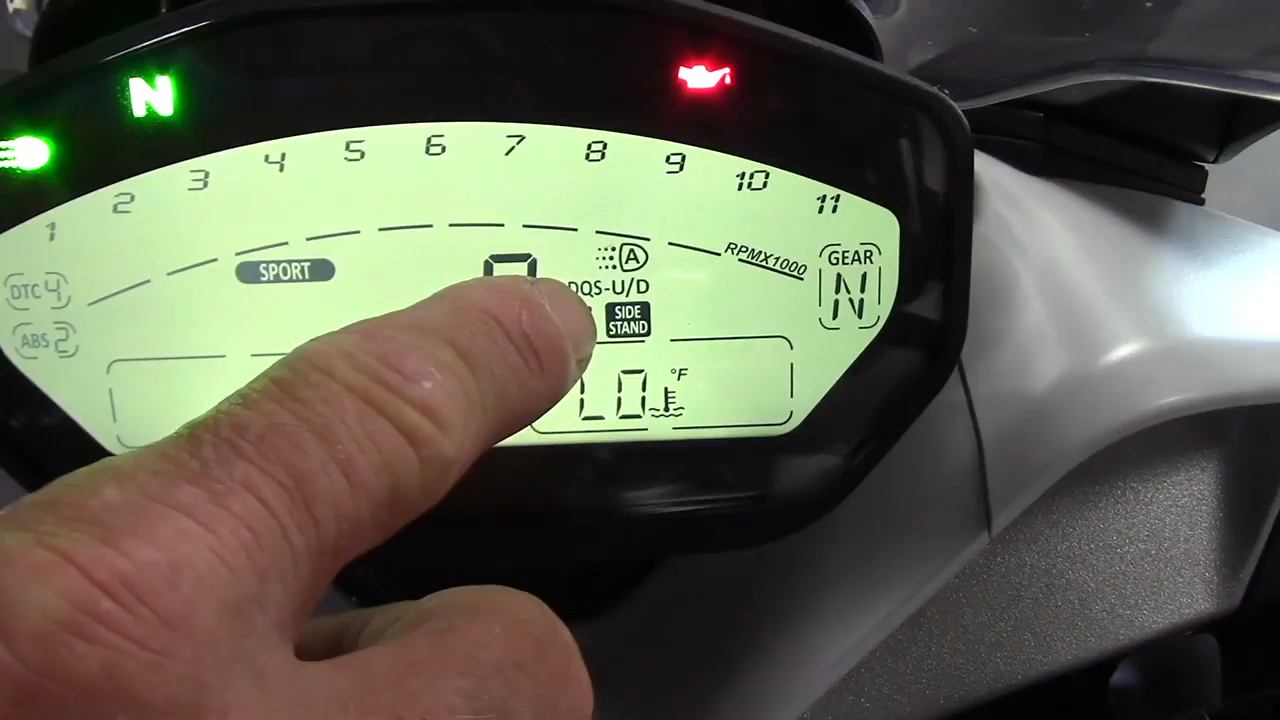 N
1 2 3 4 5 6 7 8 9 10 11
RPMX1000
SPORT
A
GEAR
N
DTC 4
DQS-U/D
ABS 2
SIDE
STAND
LO °F